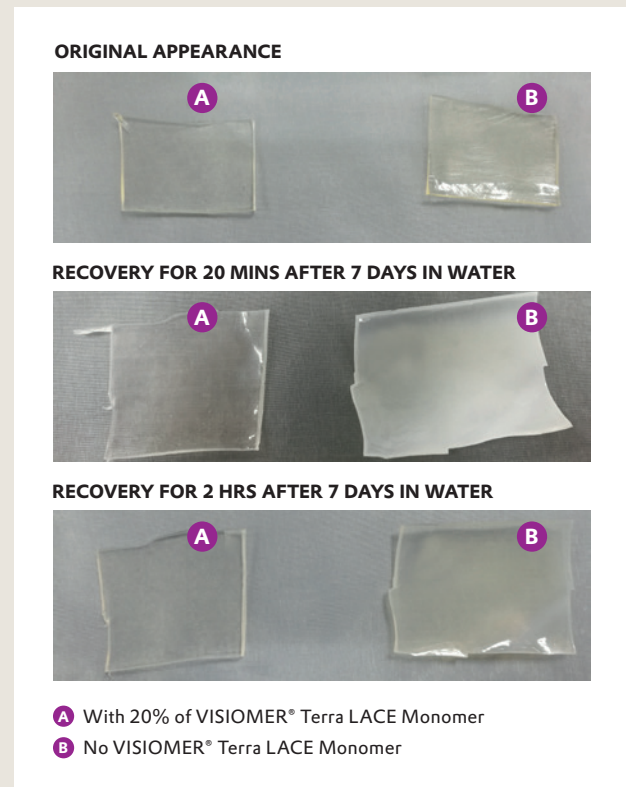 ORIGINAL APPEARANCE
A B
RECOVERY FOR 20 MINS AFTER 7 DAYS IN WATER
A B
RECOVERY FOR 2 HRS AFTER 7 DAYS IN WATER
A B
A With 20% of VISIOMER® Terra LACE Monomer
B No VISIOMER® Terra LACE Monomer